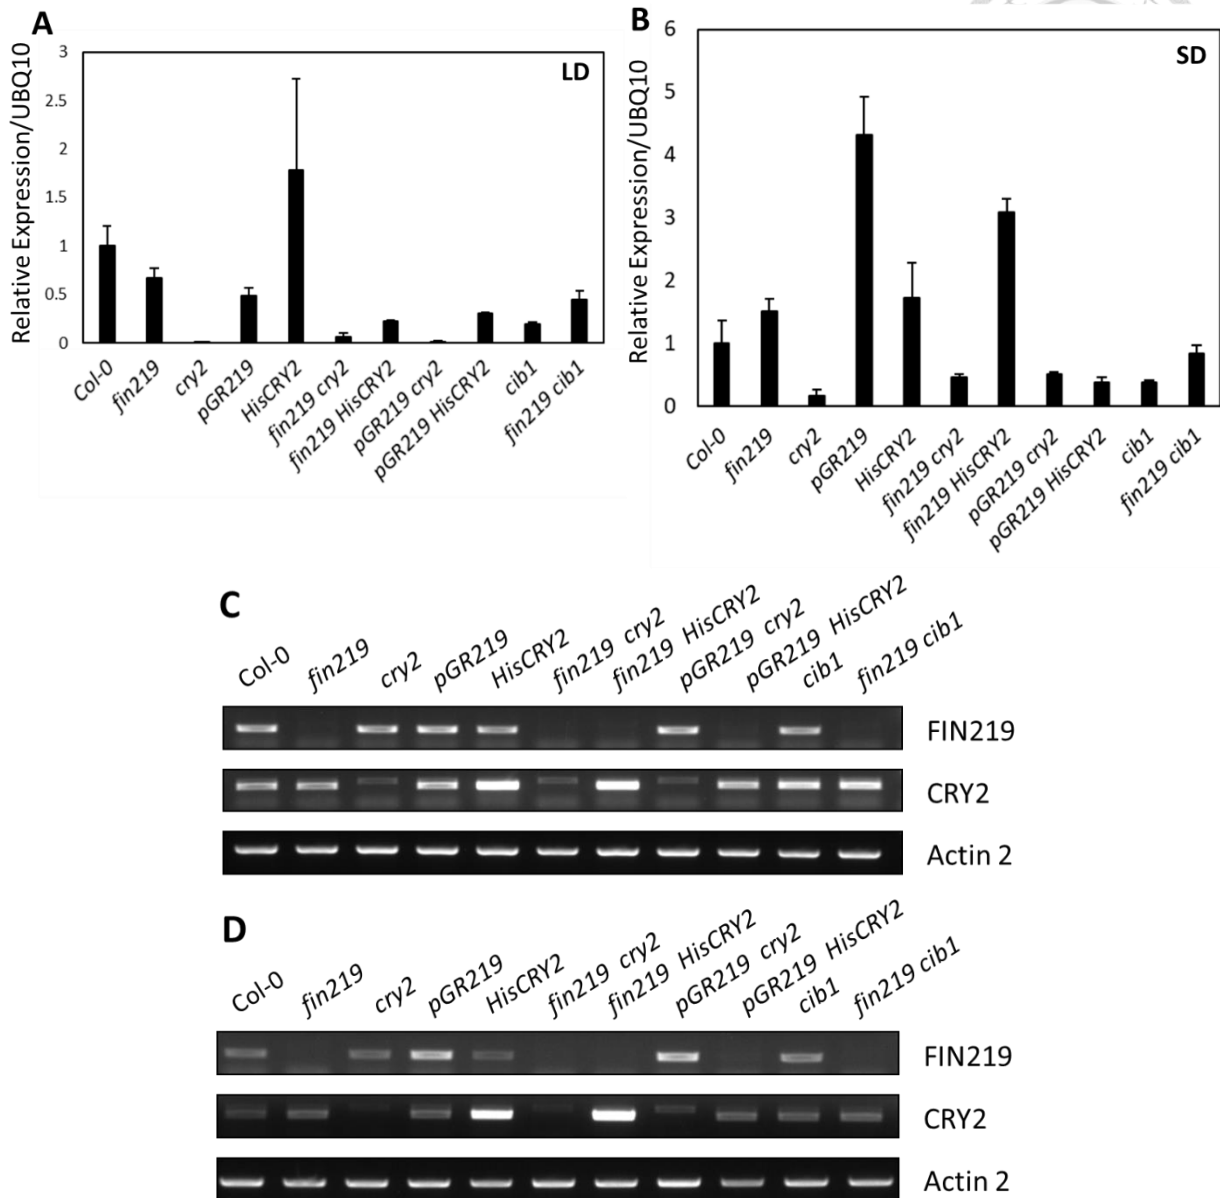 A
Relative Expression/UBQ10
3
2.5
2
1.5
1
0.5
0
LD
Col-0
fin219
cry2
pGR219
HisCRY2
fin219 cry2
fin219 HisCRY2
pGR219 cry2
pGR219 HisCRY2
cib1
fin219 cib1
B
Relative Expression/UBQ10
6
5
4
3
2
1
0
SD
Col-0
fin219
cry2
pGR219
HisCRY2
fin219 cry2
fin219 HisCRY2
pGR219 cry2
pGR219 HisCRY2
cib1
fin219 cib1
C
Col-0
fin219
cry2
pGR219
HisCRY2
fin219 cry2
fin219 HisCRY2
pGR219 cry2
pGR219 HisCRY2
cib1
fin219 cib1
FIN219
CRY2
Actin 2
D
Col-0
fin219
cry2
pGR219
HisCRY2
fin219 cry2
fin219 HisCRY2
pGR219 cry2
pGR219 HisCRY2
cib1
fin219 cib1
FIN219
CRY2
Actin 2